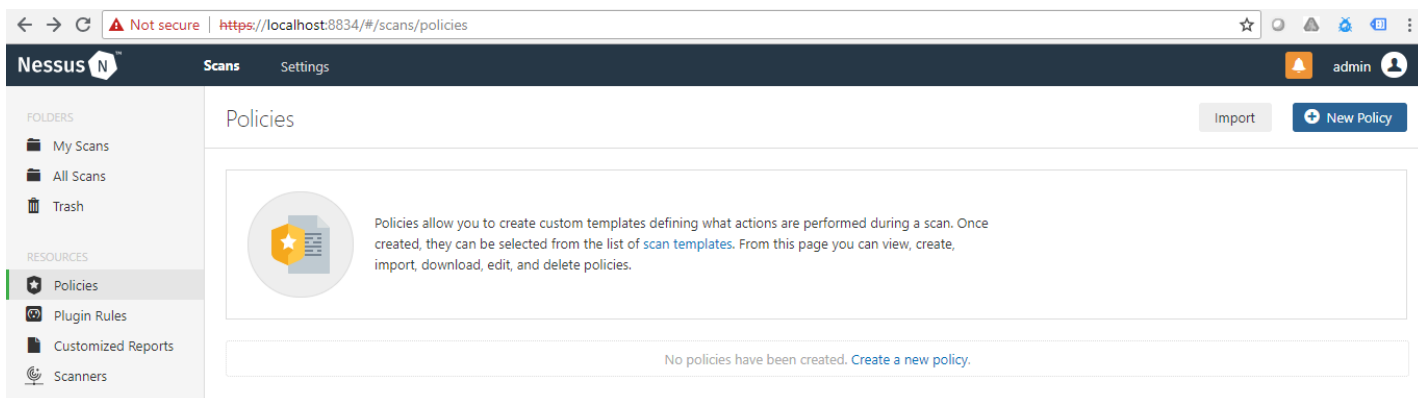 Not secure | https://localhost:8834/#/scans/policies
Nessus N™ Scans Settings admin
FOLDERS
My Scans
All Scans
Trash
RESOURCES
Policies
Plugin Rules
Customized Reports
Scanners
Policies Import New Policy
Policies allow you to create custom templates defining what actions are performed during a scan. Once
created, they can be selected from the list of scan templates. From this page you can view, create,
import, download, edit, and delete policies.
No policies have been created. Create a new policy.